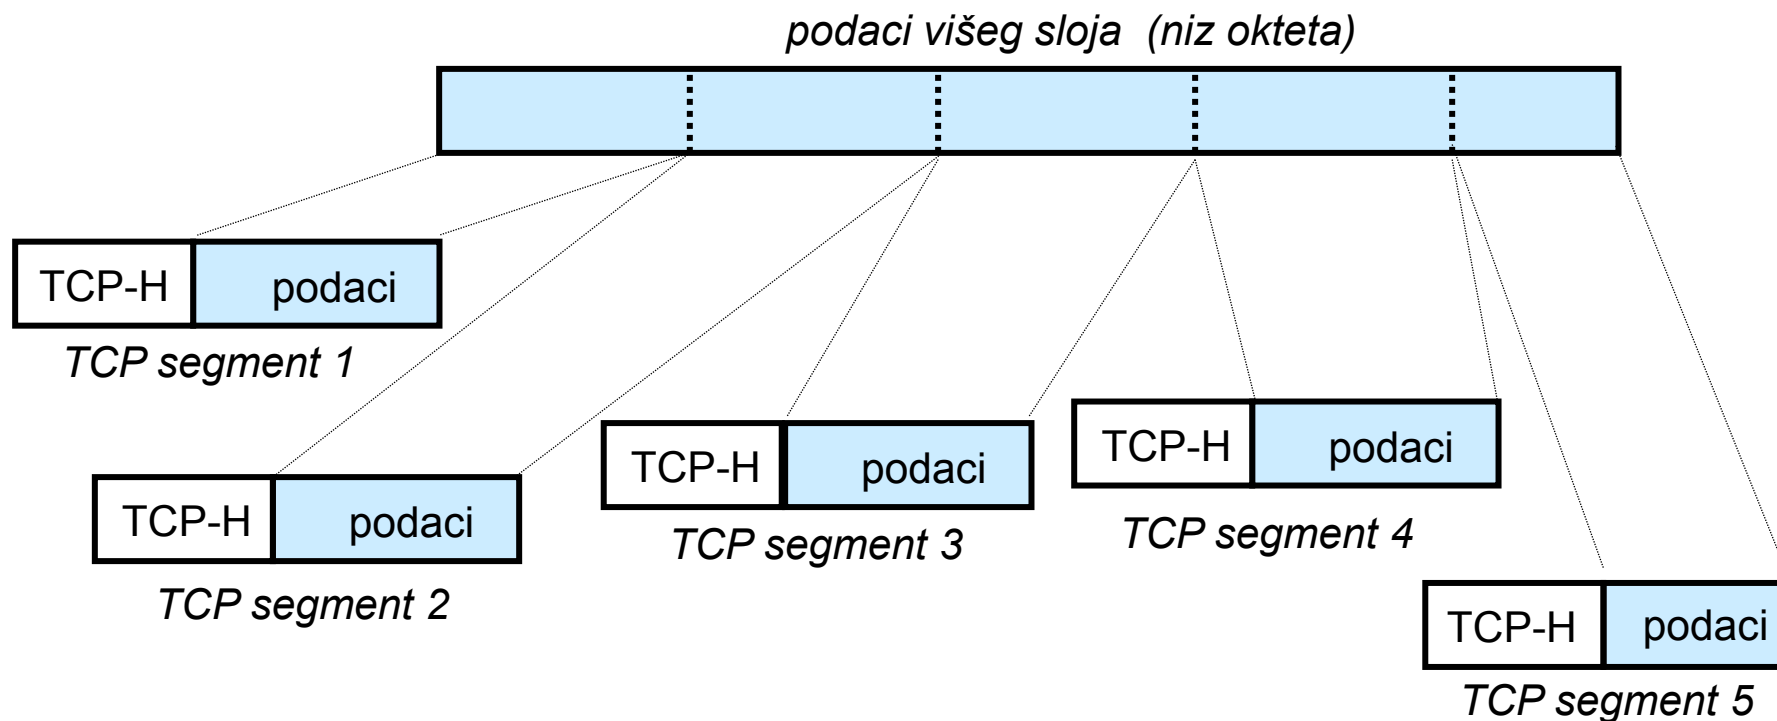 podaci višeg sloja (niz okteta)
TCP-H podaci
TCP segment 1
TCP-H podaci
TCP segment 2
TCP-H podaci
TCP segment 3
TCP-H podaci
TCP segment 4
TCP-H podaci
TCP segment 5